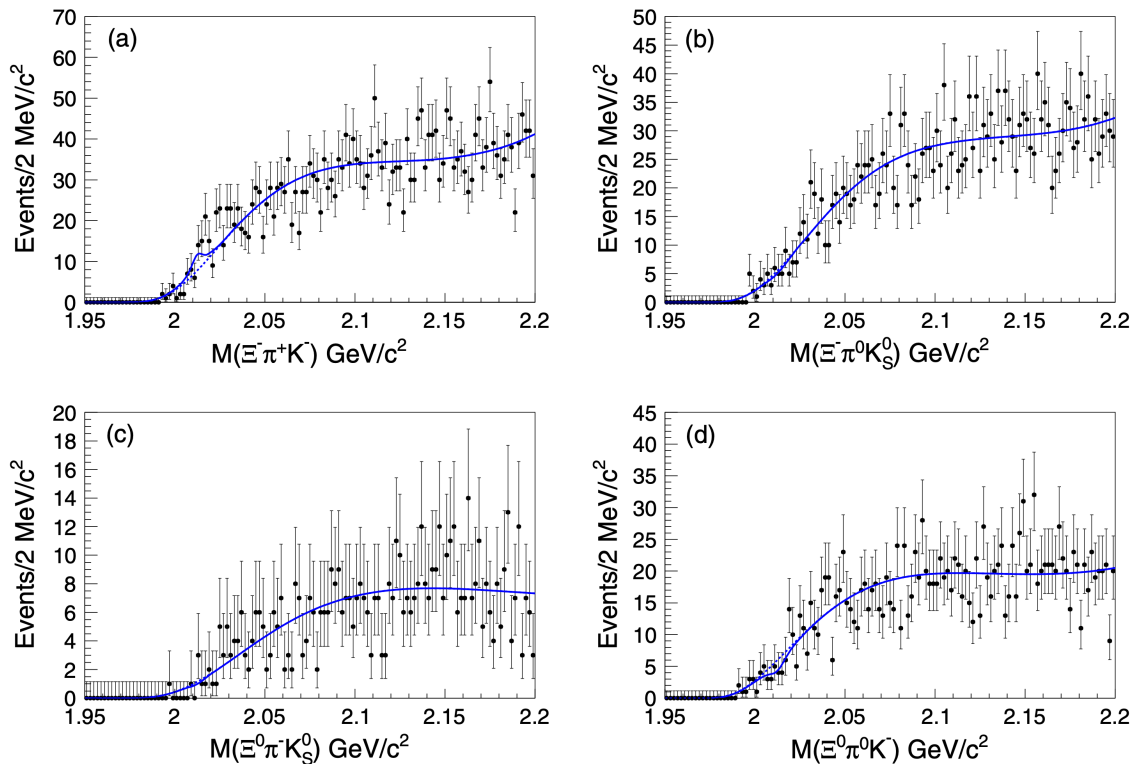 (a)
Events/2 MeV/c²
70
60
50
40
30
20
10
0
1.95 2 2.05 2.1 2.15 2.2
M(Ξ⁻π⁺K⁻) GeV/c²
(b)
Events/2 MeV/c²
50
45
40
35
30
25
20
15
10
5
0
1.95 2 2.05 2.1 2.15 2.2
M(Ξ⁻π⁰K⁰S) GeV/c²
(c)
Events/2 MeV/c²
20
18
16
14
12
10
8
6
4
2
0
1.95 2 2.05 2.1 2.15 2.2
M(Ξ⁰π⁻K⁰S) GeV/c²
(d)
Events/2 MeV/c²
45
40
35
30
25
20
15
10
5
0
1.95 2 2.05 2.1 2.15 2.2
M(Ξ⁰π⁰K⁻) GeV/c²